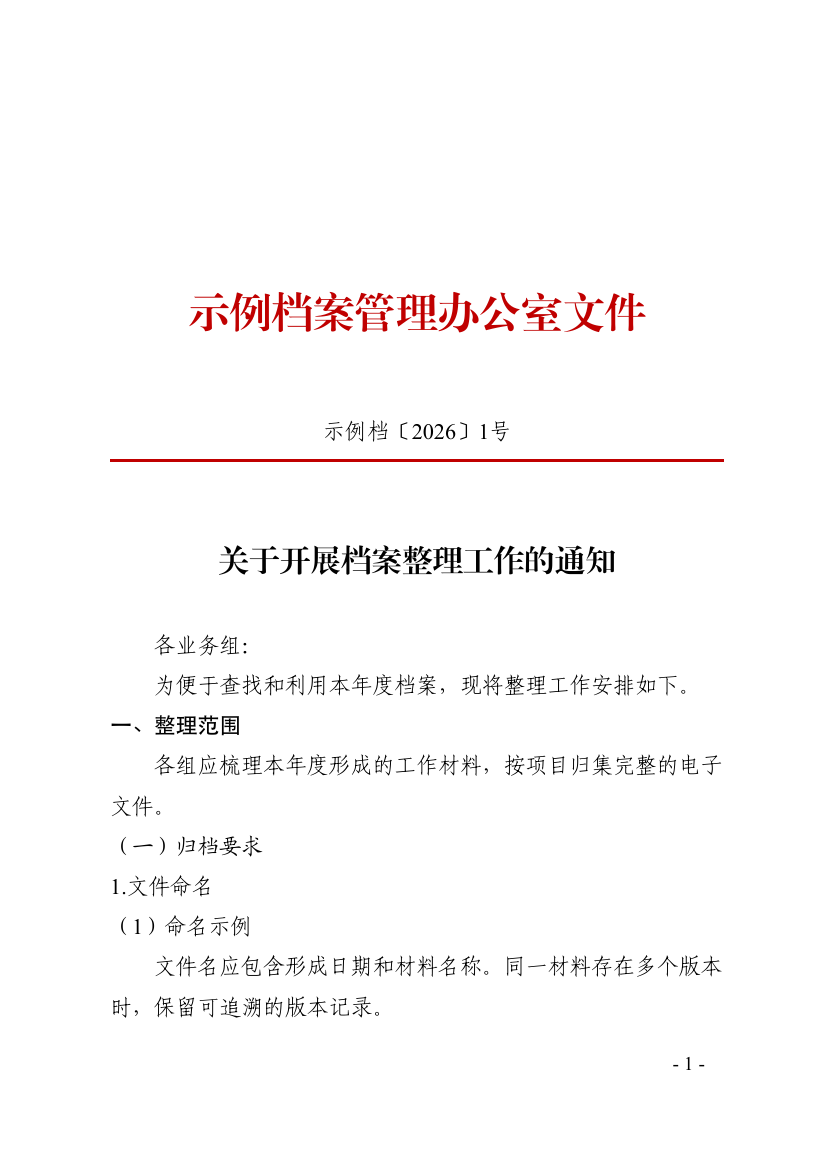 示例档案管理办公室文件
示例档〔2026〕1号
关于开展档案整理工作的通知
各业务组：
为便于查找和利用本年度档案，现将整理工作安排如下。
一、整理范围
各组应梳理本年度形成的工作材料，按项目归集完整的电子
文件。
（一）归档要求
1.文件命名
（1）命名示例
文件名应包含形成日期和材料名称。同一材料存在多个版本
时，保留可追溯的版本记录。
- 1 -